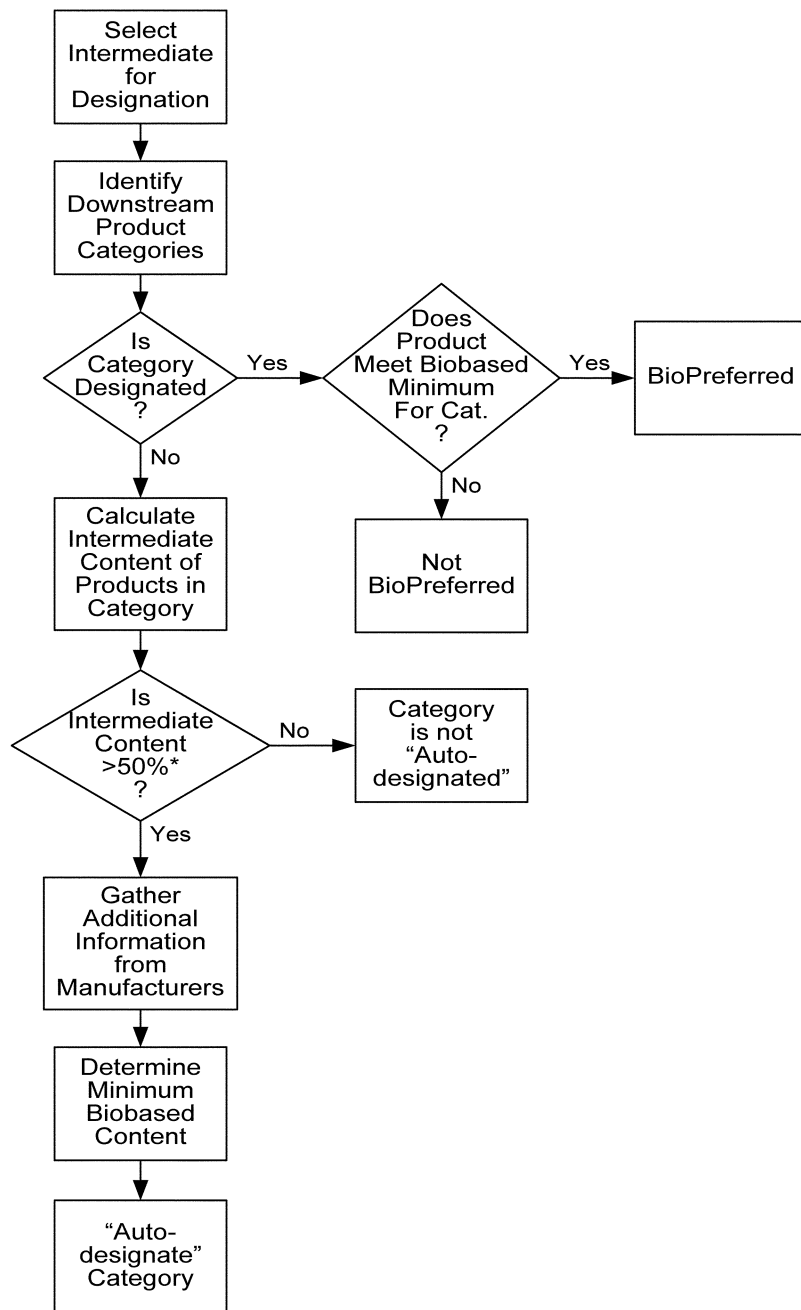 Select
Intermediate
for
Designation
Identify
Downstream
Product
Categories
Is
Category
Designated
?
Yes
Does
Product
Meet Biobased
Minimum
For Cat.
?
Yes
BioPreferred
No
Not
BioPreferred
No
Calculate
Intermediate
Content of
Products in
Category
Is
Intermediate
Content
>50%*
?
No
Category
is not
“Auto-
designated”
Yes
Gather
Additional
Information
from
Manufacturers
Determine
Minimum
Biobased
Content
“Auto-
designate”
Category